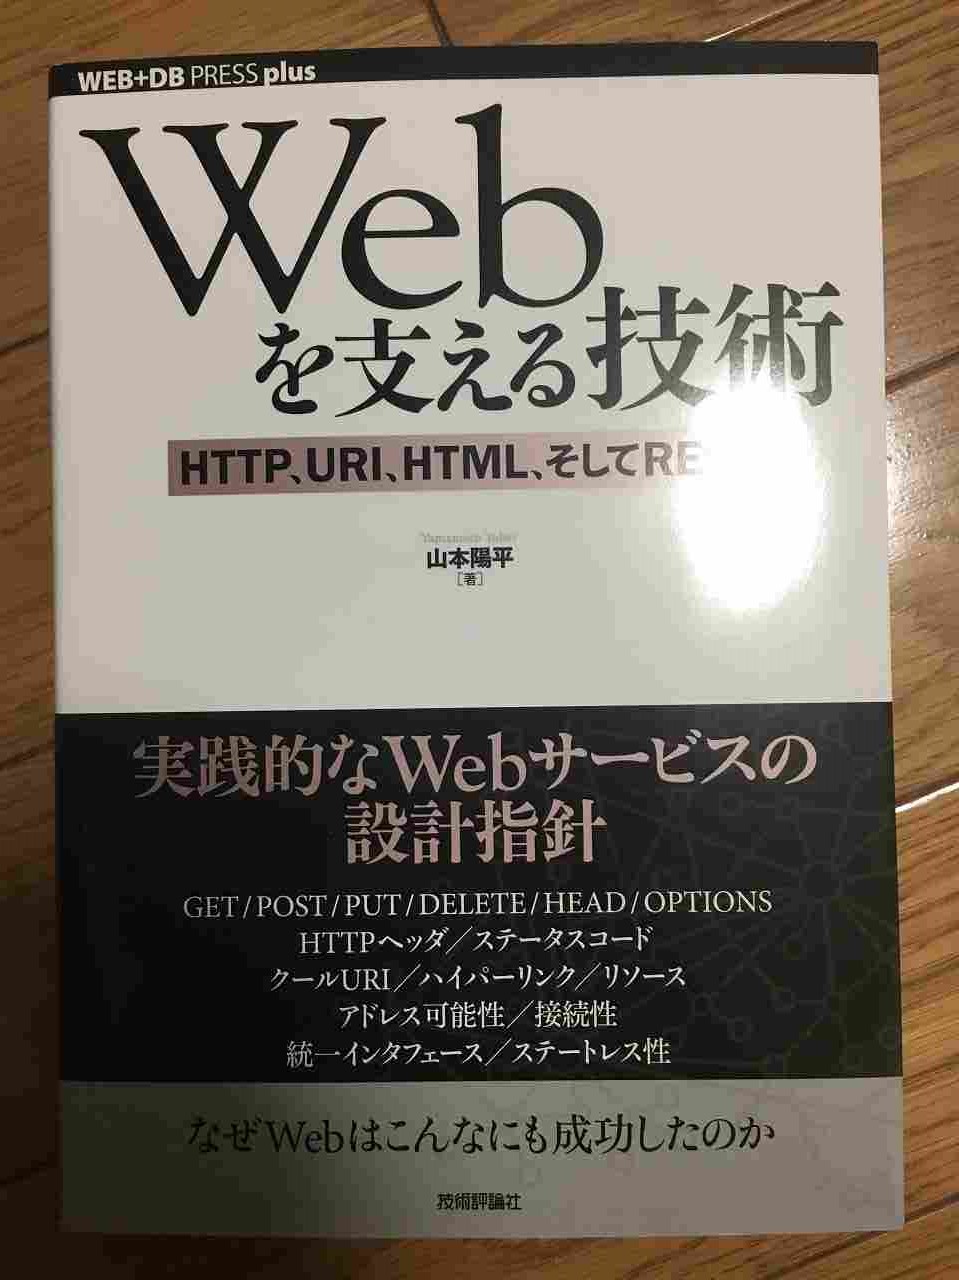 WEB+DB PRESS plus
Web
を支える技術
HTTP、URI、HTML、そして
Yamamoto Yohei
山本陽平
[著]
実践的なWebサービスの
設計指針
GET/POST/PUT/DELETE/HEAD/OPTIONS
HTTPヘッダ／ステータスコード
クールURI／ハイパーリンク／リソース
アドレス可能性／接続性
統一インタフェース／ステートレス性
なぜWebはこんなにも成功したのか
技術評論社